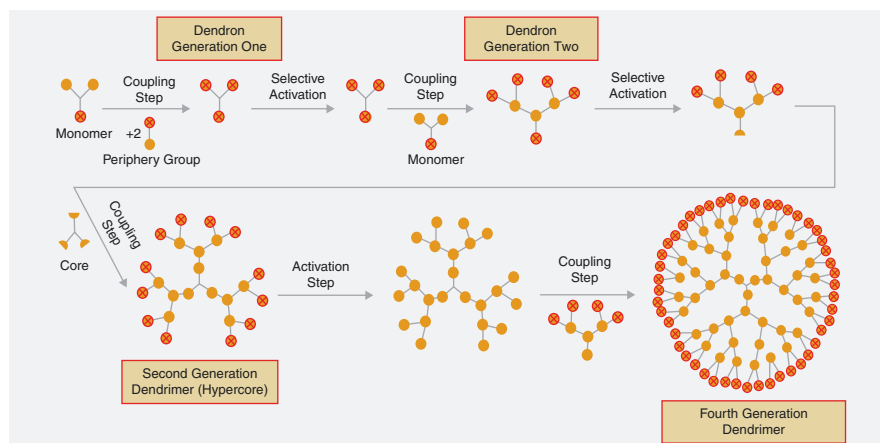 Dendron
Generation One
Dendron
Generation Two
Coupling
Step
Selective
Activation
Coupling
Step
Selective
Activation
Monomer
+2
Periphery Group
Monomer
Coupling
Step
Core
Activation
Step
Coupling
Step
Second Generation
Dendrimer (Hypercore)
Fourth Generation
Dendrimer